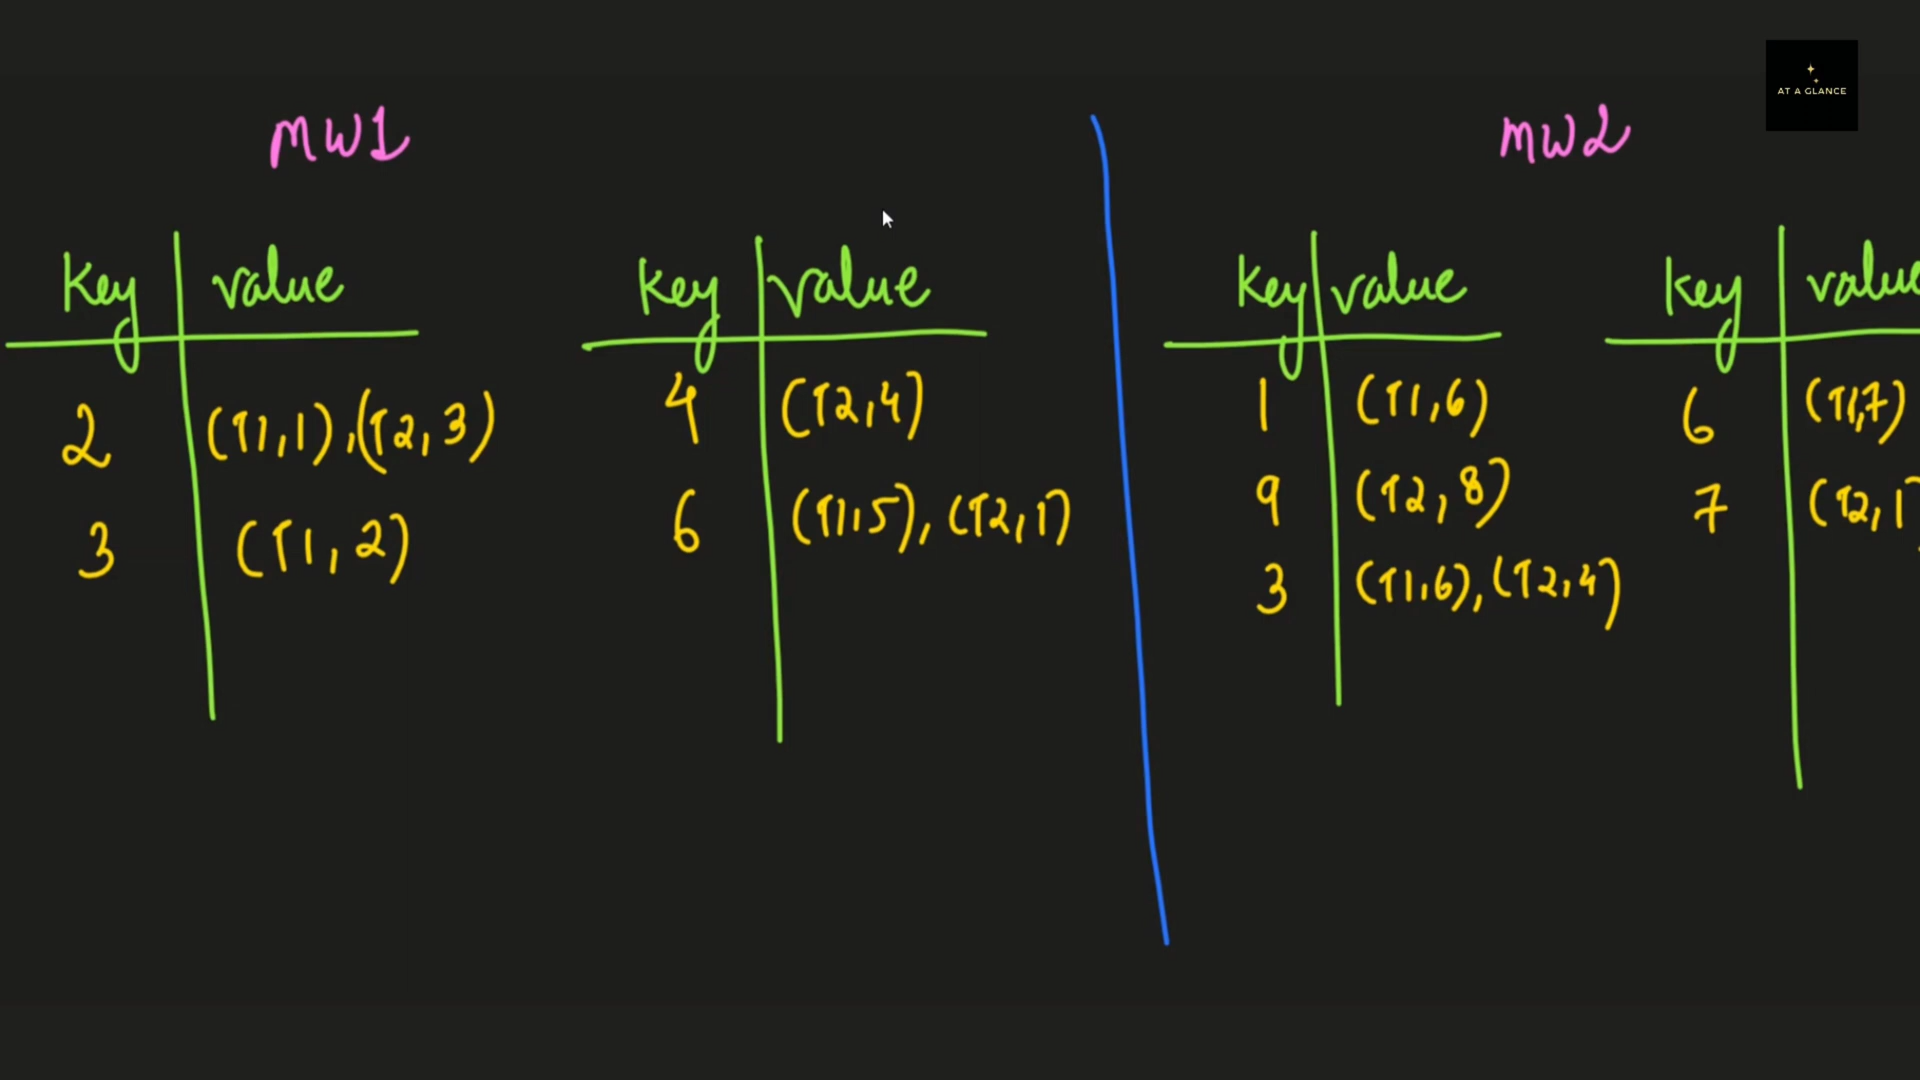 AT A GLANCE
MW1
MW2
Key value
2 (T1,1),(T2,3)
3 (T1,2)
Key value
4 (T2,4)
6 (T1,5),(T2,1)
Key value
1 (T1,6)
9 (T2,8)
3 (T1,6),(T2,4)
Key value
6 (T1,7)
7 (T2,1